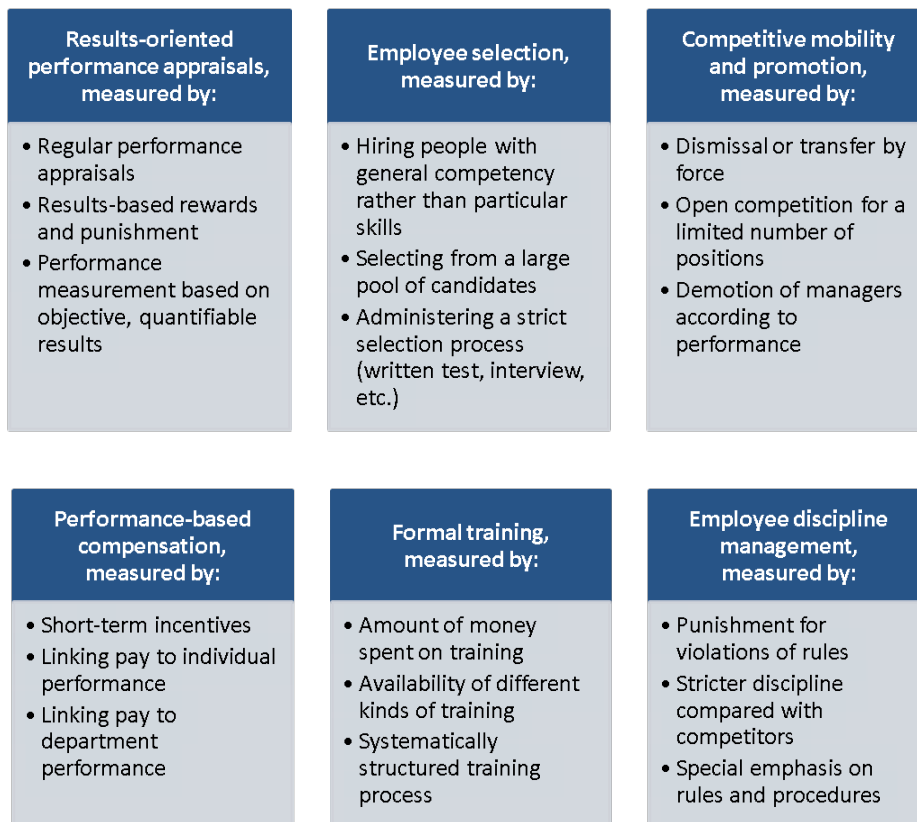 Results-oriented
performance appraisals,
measured by:
• Regular performance
appraisals
• Results-based rewards
and punishment
• Performance
measurement based on
objective, quantifiable
results
Employee selection,
measured by:
• Hiring people with
general competency
rather than particular
skills
• Selecting from a large
pool of candidates
• Administering a strict
selection process
(written test, interview,
etc.)
Competitive mobility
and promotion,
measured by:
• Dismissal or transfer by
force
• Open competition for a
limited number of
positions
• Demotion of managers
according to
performance
Performance-based
compensation,
measured by:
• Short-term incentives
• Linking pay to individual
performance
• Linking pay to
department
performance
Formal training,
measured by:
• Amount of money
spent on training
• Availability of different
kinds of training
• Systematically
structured training
process
Employee discipline
management,
measured by:
• Punishment for
violations of rules
• Stricter discipline
compared with
competitors
• Special emphasis on
rules and procedures